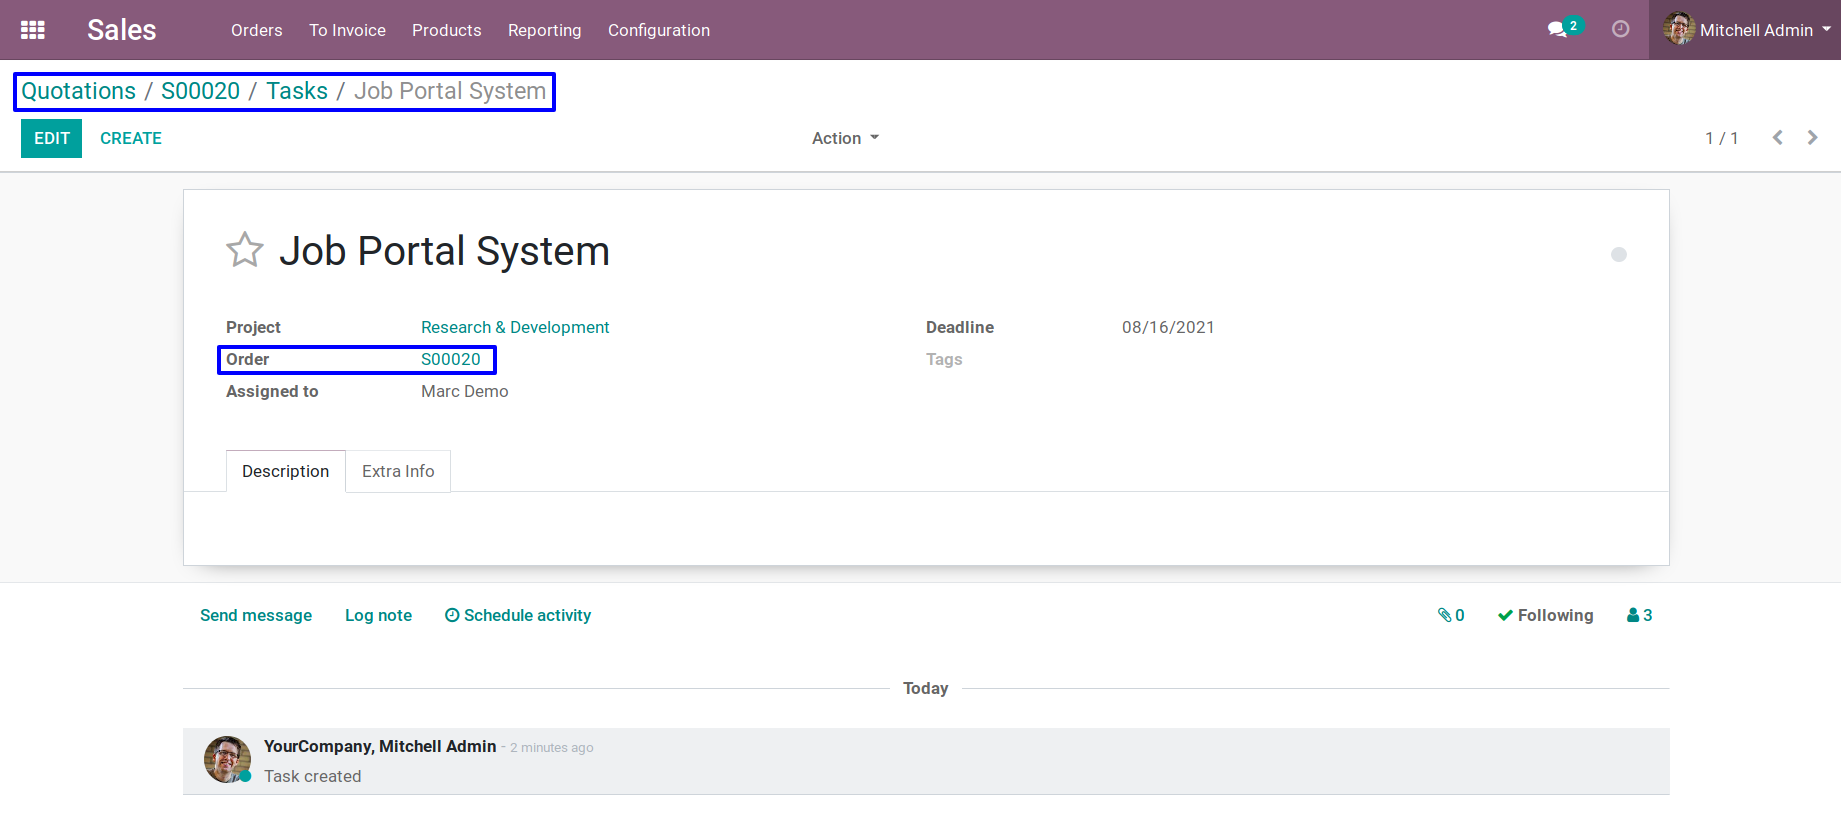 Sales Orders To Invoice Products Reporting Configuration 2 Mitchell Admin
Quotations / S00020 / Tasks / Job Portal System
EDIT CREATE Action 1 / 1
Job Portal System
Project Research & Development Deadline 08/16/2021
Order S00020 Tags
Assigned to Marc Demo
Description Extra Info
Send message Log note Schedule activity 0 Following 3
Today
YourCompany, Mitchell Admin - 2 minutes ago
Task created